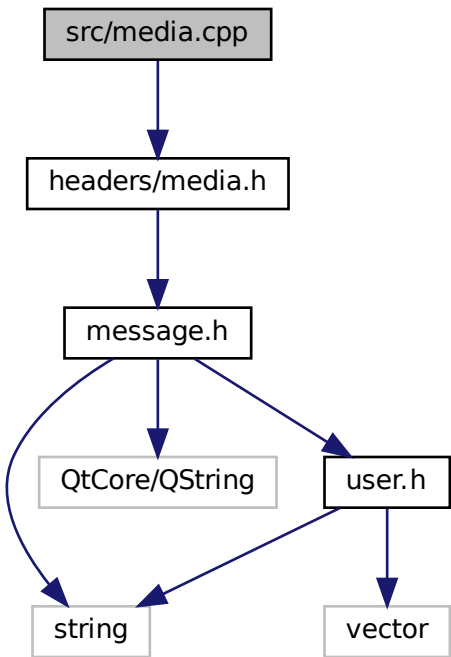 src/media.cpp
headers/media.h
message.h
QtCore/QString
user.h
string
vector